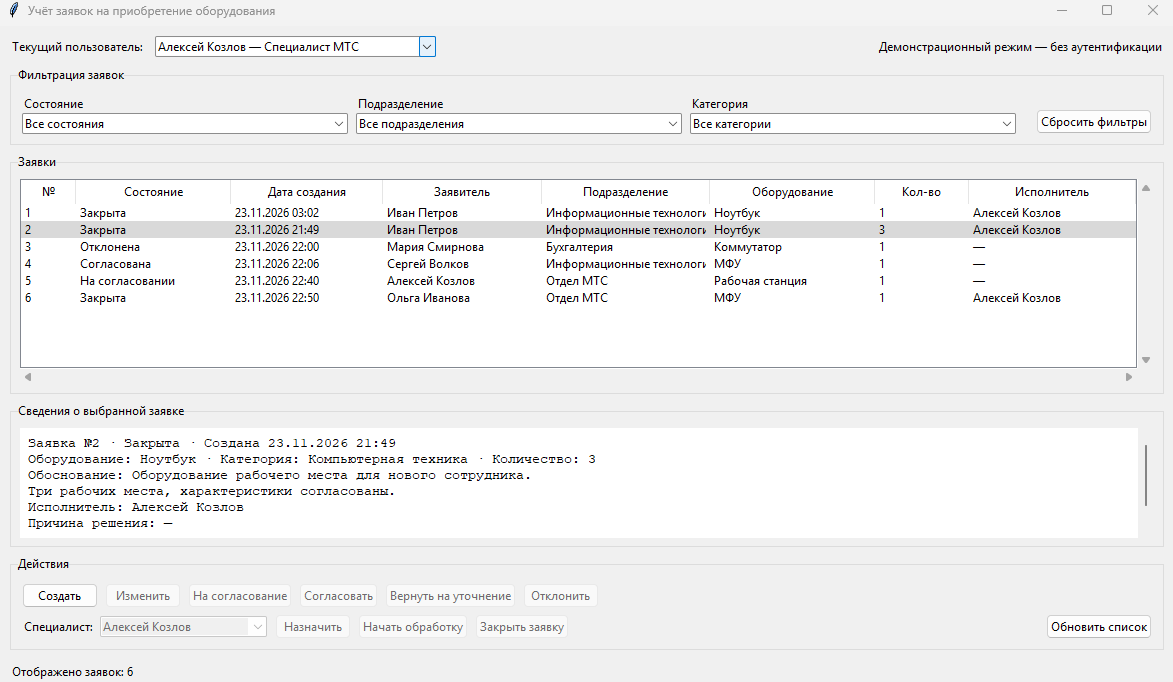 Учёт заявок на приобретение оборудования
Текущий пользователь: Алексей Козлов — Специалист МТС Демонстрационный режим — без аутентификации
Фильтрация заявок
Состояние Подразделение Категория
Все состояния Все подразделения Все категории Сбросить фильтры
Заявки
№ Состояние Дата создания Заявитель Подразделение Оборудование Кол-во Исполнитель
1 Закрыта 23.11.2026 03:02 Иван Петров Информационные технологи Ноутбук 1 Алексей Козлов
2 Закрыта 23.11.2026 21:49 Иван Петров Информационные технологи Ноутбук 3 Алексей Козлов
3 Отклонена 23.11.2026 22:00 Мария Смирнова Бухгалтерия Коммутатор 1 —
4 Согласована 23.11.2026 22:06 Сергей Волков Информационные технологи МФУ 1 —
5 На согласовании 23.11.2026 22:40 Алексей Козлов Отдел МТС Рабочая станция 1 —
6 Закрыта 23.11.2026 22:50 Ольга Иванова Отдел МТС МФУ 1 Алексей Козлов
Сведения о выбранной заявке
Заявка №2 · Закрыта · Создана 23.11.2026 21:49
Оборудование: Ноутбук · Категория: Компьютерная техника · Количество: 3
Обоснование: Оборудование рабочего места для нового сотрудника.
Три рабочих места, характеристики согласованы.
Исполнитель: Алексей Козлов
Причина решения: —
Действия
Создать Изменить На согласование Согласовать Вернуть на уточнение Отклонить
Специалист: Алексей Козлов Назначить Начать обработку Закрыть заявку Обновить список
Отображено заявок: 6